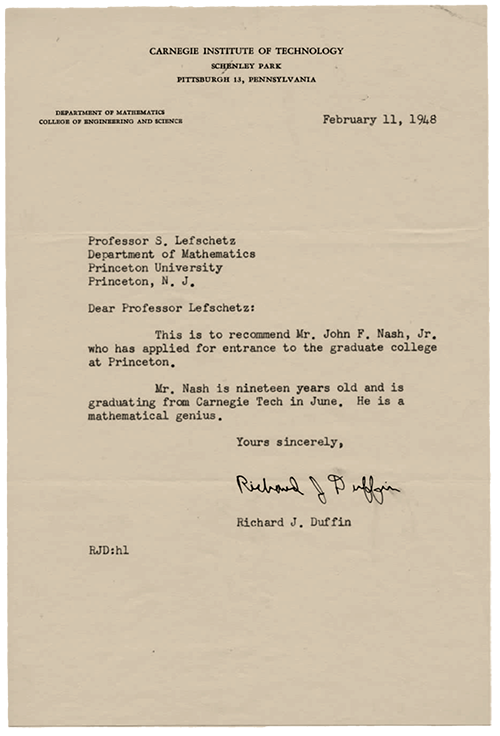 CARNEGIE INSTITUTE OF TECHNOLOGY
SCHENLEY PARK
PITTSBURGH 13, PENNSYLVANIA
DEPARTMENT OF MATHEMATICS
COLLEGE OF ENGINEERING AND SCIENCE
February 11, 1948
Professor S. Lefschetz
Department of Mathematics
Princeton University
Princeton, N. J.
Dear Professor Lefschetz:
This is to recommend Mr. John F. Nash, Jr.
who has applied for entrance to the graduate college
at Princeton.
Mr. Nash is nineteen years old and is
graduating from Carnegie Tech in June. He is a
mathematical genius.
Yours sincerely,
Richard J Duffin
Richard J. Duffin
RJD:hl